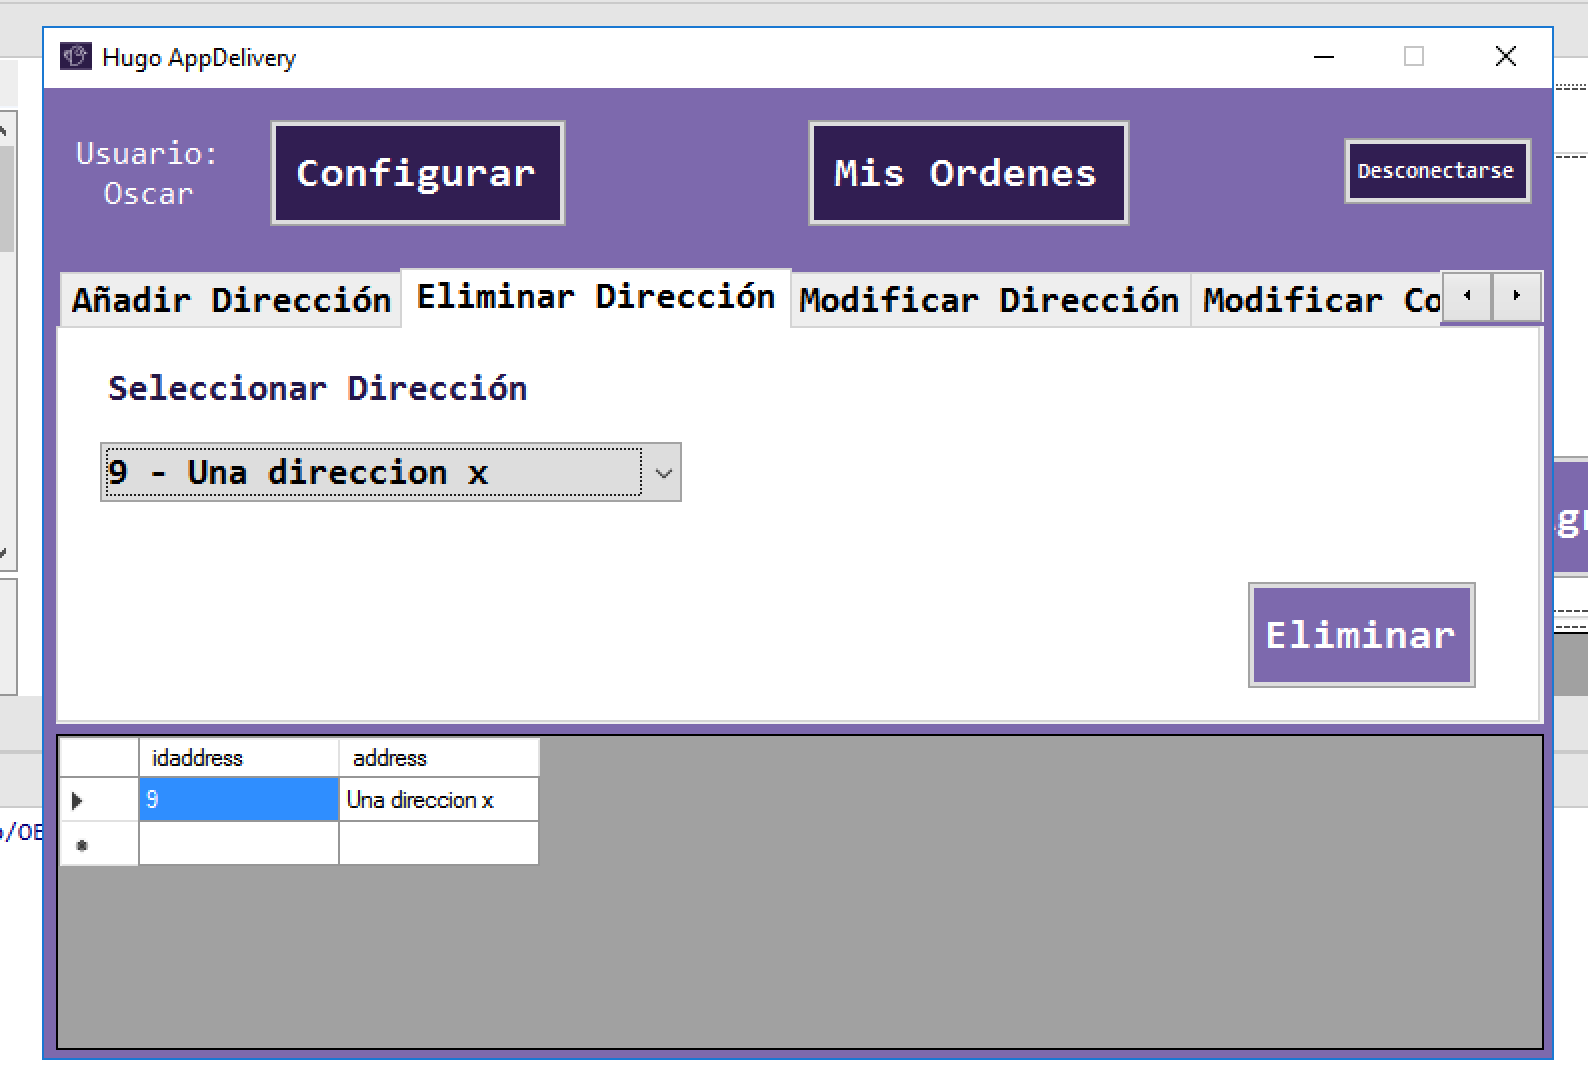 Hugo AppDelivery
Usuario:
Oscar
Configurar
Mis Ordenes
Desconectarse
Añadir Dirección
Eliminar Dirección
Modificar Dirección
Modificar Co
Seleccionar Dirección
9 - Una direccion x
Eliminar
idaddress address
9 Una direccion x